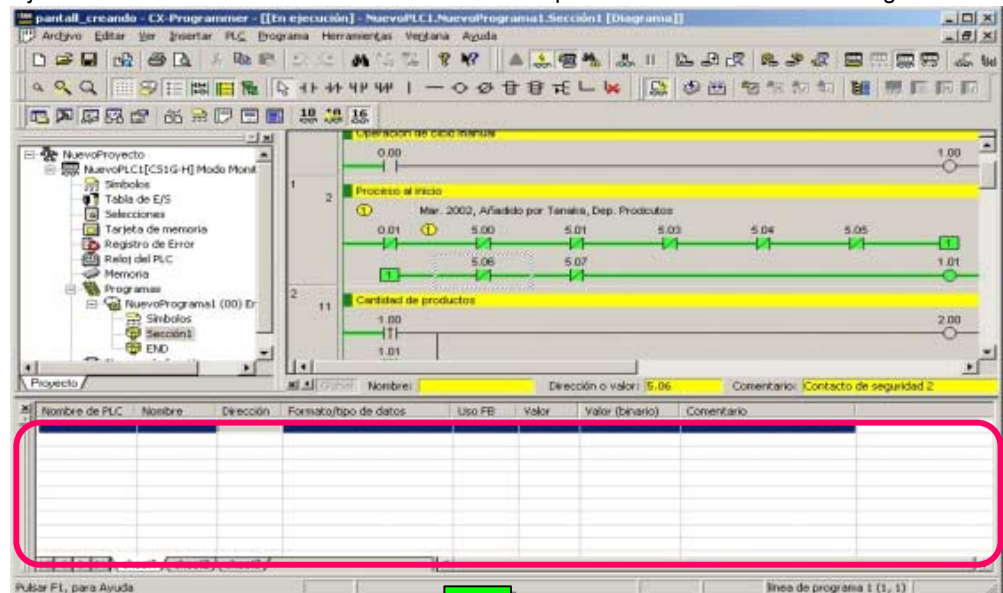 pantall_creando - CX-Programmer - [[En ejecución] - NuevoPLC1.NuevoPrograma1.Sección1 [Diagrama]]
Archivo Editar Ver Insertar PLC Programa Herramientas Ventana Ayuda
NuevoProyecto
NuevoPLC1[CS1G-H] Modo Monit
Símbolos
Tabla de E/S
Selecciones
Tarjeta de memoria
Registro de Error
Reloj del PLC
Memoria
Programas
NuevoPrograma1 (00) Er
Símbolos
Sección1
END
Proyecto
Operación de ciclo manual
0.00 1.00
1 2 Proceso al inicio
1 Mar. 2002, Añadido por Tanaka, Dep. Prodcutos
0.01 1 5.00 5.01 5.03 5.04 5.05
1
5.06 5.07 1.01
1
2 11 Cantidad de productos
1.00 2.00
1.01
Nombre: Dirección o valor: 5.06 Comentario: Contacto de seguridad 2
Nombre de PLC Nombre Dirección Formato/tipo de datos Uso FB Valor Valor (binario) Comentario
Pulsar F1, para Ayuda línea de programa 1 (1, 1)